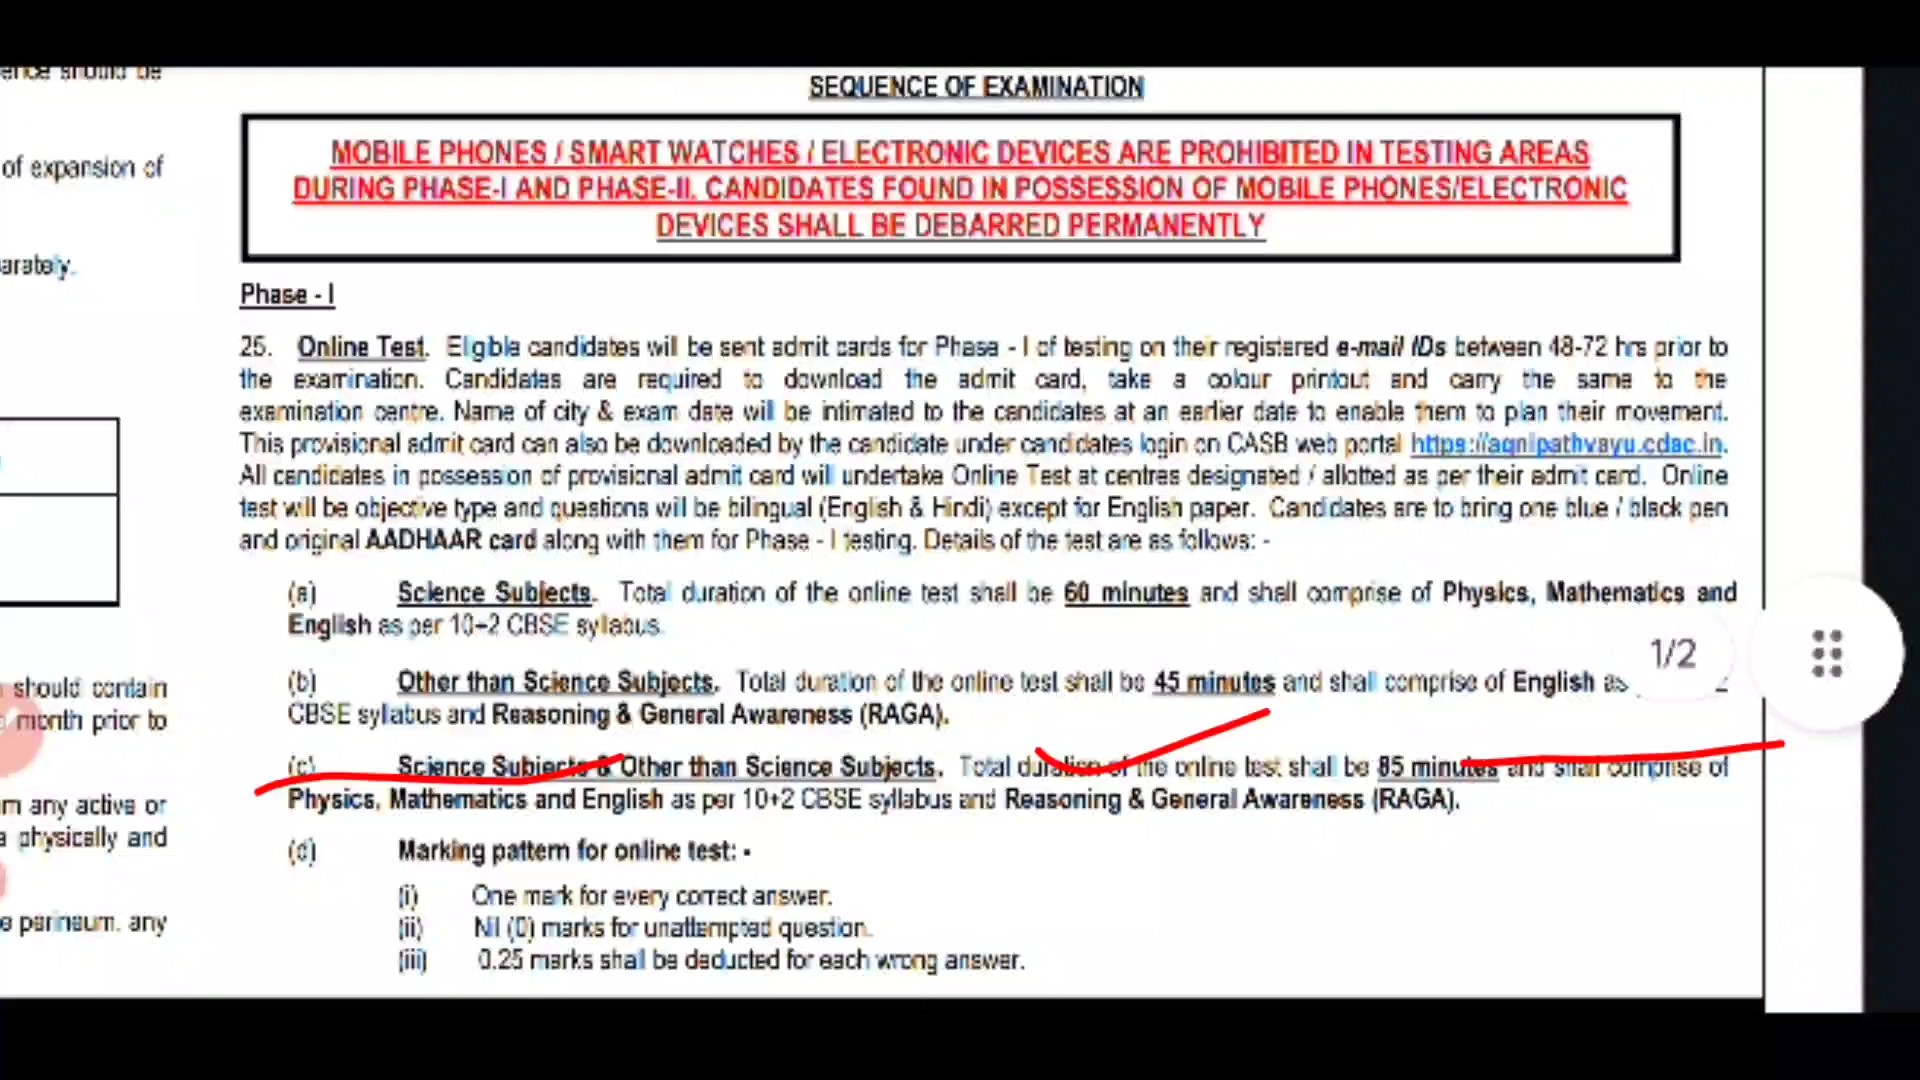 ence should be
SEQUENCE OF EXAMINATION
MOBILE PHONES / SMART WATCHES / ELECTRONIC DEVICES ARE PROHIBITED IN TESTING AREAS
DURING PHASE-I AND PHASE-II. CANDIDATES FOUND IN POSSESSION OF MOBILE PHONES/ELECTRONIC
DEVICES SHALL BE DEBARRED PERMANENTLY
of expansion of
arately.
Phase - I
25. Online Test. Eligible candidates will be sent admit cards for Phase - I of testing on their registered e-mail IDs between 48-72 hrs prior to
the examination. Candidates are required to download the admit card, take a colour printout and carry the same to the
examination centre. Name of city & exam date will be intimated to the candidates at an earlier date to enable them to plan their movement.
This provisional admit card can also be downloaded by the candidate under candidates login on CASB web portal https://agnipathvayu.cdac.in.
All candidates in possession of provisional admit card will undertake Online Test at centres designated / allotted as per their admit card. Online
test will be objective type and questions will be bilingual (English & Hindi) except for English paper. Candidates are to bring one blue / black pen
and original AADHAAR card along with them for Phase - I testing. Details of the test are as follows: -
(a) Science Subjects. Total duration of the online test shall be 60 minutes and shall comprise of Physics, Mathematics and
English as per 10+2 CBSE syllabus.
1/2
(b) Other than Science Subjects. Total duration of the online test shall be 45 minutes and shall comprise of English as
CBSE syllabus and Reasoning & General Awareness (RAGA).
(c) Science Subjects & Other than Science Subjects. Total duration of the online test shall be 85 minutes and shall comprise of
Physics, Mathematics and English as per 10+2 CBSE syllabus and Reasoning & General Awareness (RAGA).
(d) Marking pattern for online test: -
(i) One mark for every correct answer.
(ii) Nil (0) marks for unattempted question.
(iii) 0.25 marks shall be deducted for each wrong answer.
should contain
month prior to
m any active or
physically and
perineum, any